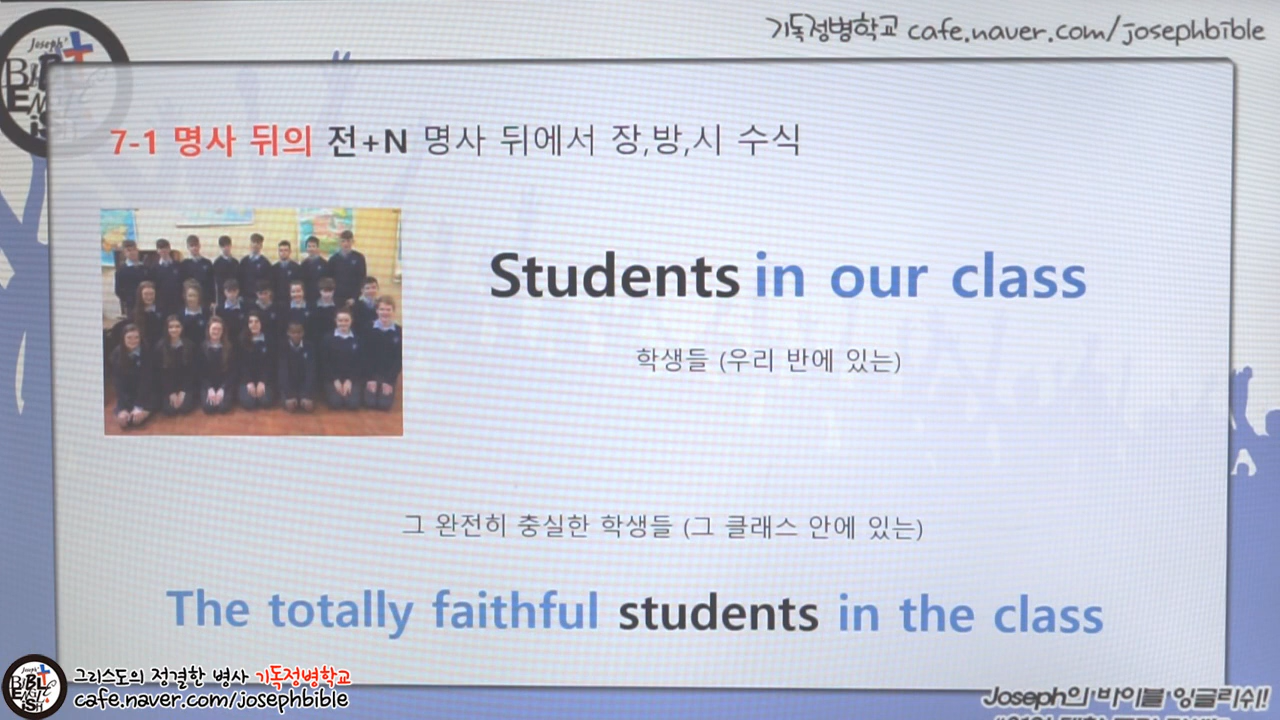 기독정병학교 cafe.naver.com/josephbible
Joseph's
7-1 명사 뒤의 전+N 명사 뒤에서 장,방,시 수식
Students in our class
학생들 (우리 반에 있는)
그 완전히 충실한 학생들 (그 클래스 안에 있는)
The totally faithful students in the class
그리스도의 정결한 병사 기독정병학교
cafe.naver.com/josephbible
Joseph의 바이블 잉글리쉬!